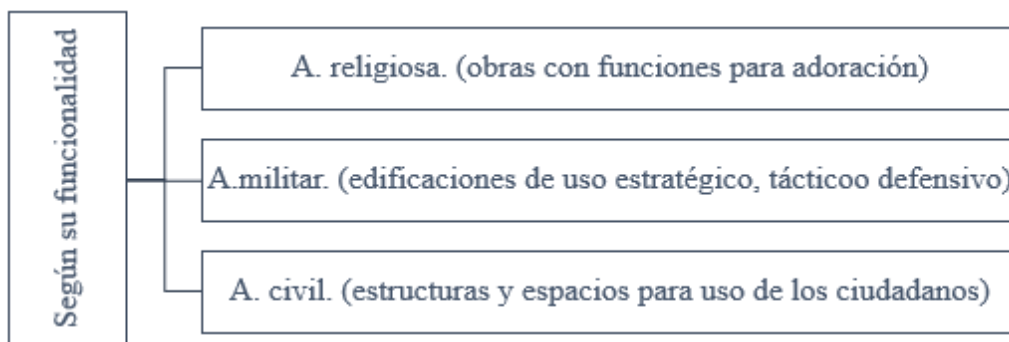 Según su funcionalidad
A. religiosa. (obras con funciones para adoración)
A.militar. (edificaciones de uso estratégico, tácticoo defensivo)
A. civil. (estructuras y espacios para uso de los ciudadanos)